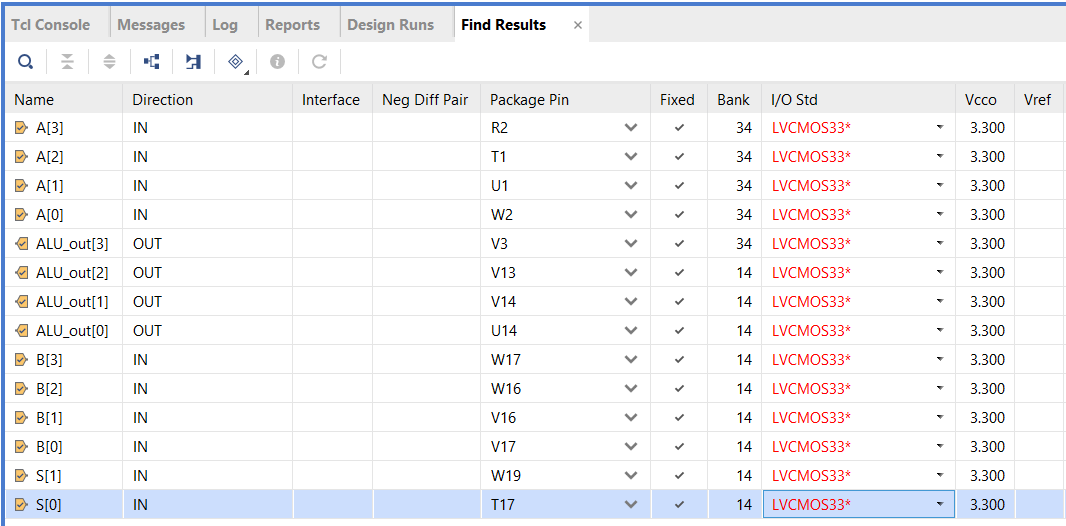 Tcl Console Messages Log Reports Design Runs Find Results ×
Name Direction Interface Neg Diff Pair Package Pin Fixed Bank I/O Std Vcco Vref
A[3] IN R2 34 LVCMOS33* 3.300
A[2] IN T1 34 LVCMOS33* 3.300
A[1] IN U1 34 LVCMOS33* 3.300
A[0] IN W2 34 LVCMOS33* 3.300
ALU_out[3] OUT V3 34 LVCMOS33* 3.300
ALU_out[2] OUT V13 14 LVCMOS33* 3.300
ALU_out[1] OUT V14 14 LVCMOS33* 3.300
ALU_out[0] OUT U14 14 LVCMOS33* 3.300
B[3] IN W17 14 LVCMOS33* 3.300
B[2] IN W16 14 LVCMOS33* 3.300
B[1] IN V16 14 LVCMOS33* 3.300
B[0] IN V17 14 LVCMOS33* 3.300
S[1] IN W19 14 LVCMOS33* 3.300
S[0] IN T17 14 LVCMOS33* 3.300